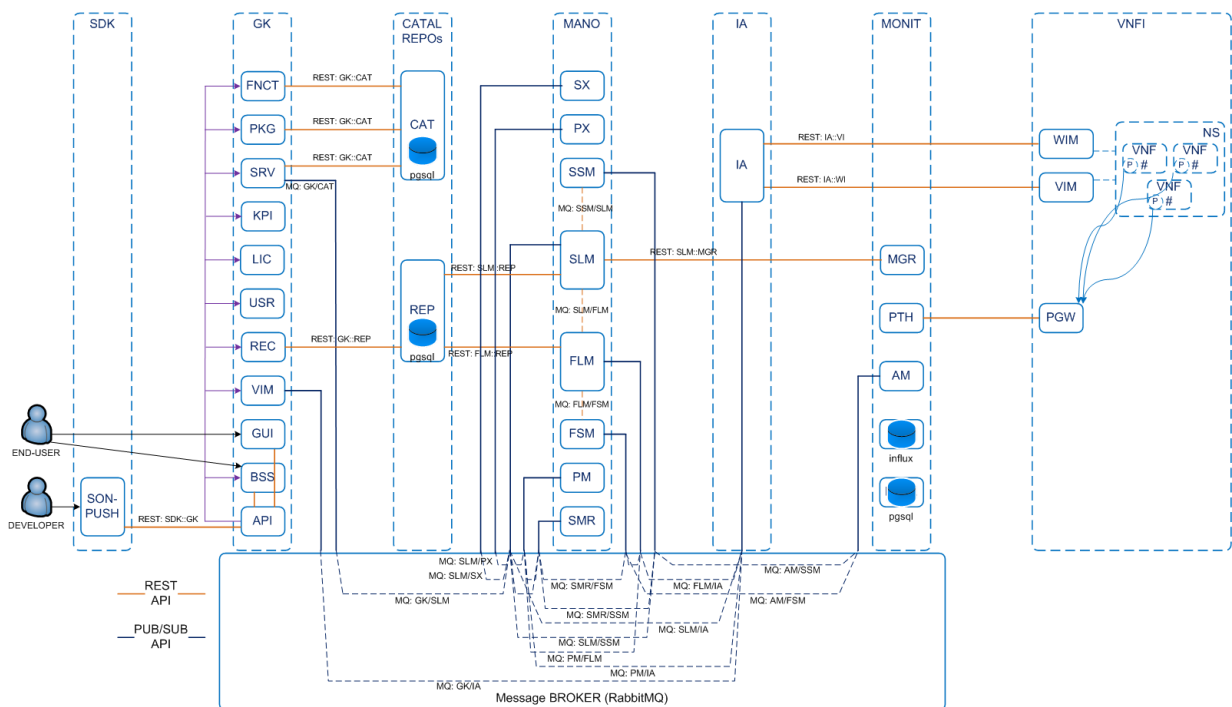 SDK
GK
CATAL
REPOs
MANO
IA
MONIT
VNFI
FNCT
REST: GK::CAT
SX
PKG
REST: GK::CAT
CAT
PX
WIM
NS
VNF
P
#
VNF
P
#
REST: IA::VI
IA
SRV
REST: GK::CAT
pgsql
SSM
REST: IA::WI
VIM
VNF
P
#
MQ: GK/CAT
KPI
MQ: SSM/SLM
LIC
SLM
REST: SLM::MGR
MGR
REST: SLM::REP
USR
REP
MQ: SLM/FLM
PTH
PGW
REC
REST: GK::REP
pgsql
REST: FLM::REP
FLM
VIM
AM
MQ: FLM/FSM
GUI
FSM
END-USER
influx
BSS
PM
SON-
PUSH
pgsql
DEVELOPER
REST: SDK::GK
API
SMR
MQ: SLM/PX
MQ: AM/SSM
MQ: SLM/SX
MQ: SMR/FSM
MQ: FLM/IA
REST
API
MQ: GK/SLM
MQ: AM/FSM
MQ: SMR/SSM
PUB/SUB
API
MQ: SLM/IA
MQ: SLM/SSM
MQ: PM/FLM
MQ: PM/IA
MQ: GK/IA
Message BROKER (RabbitMQ)